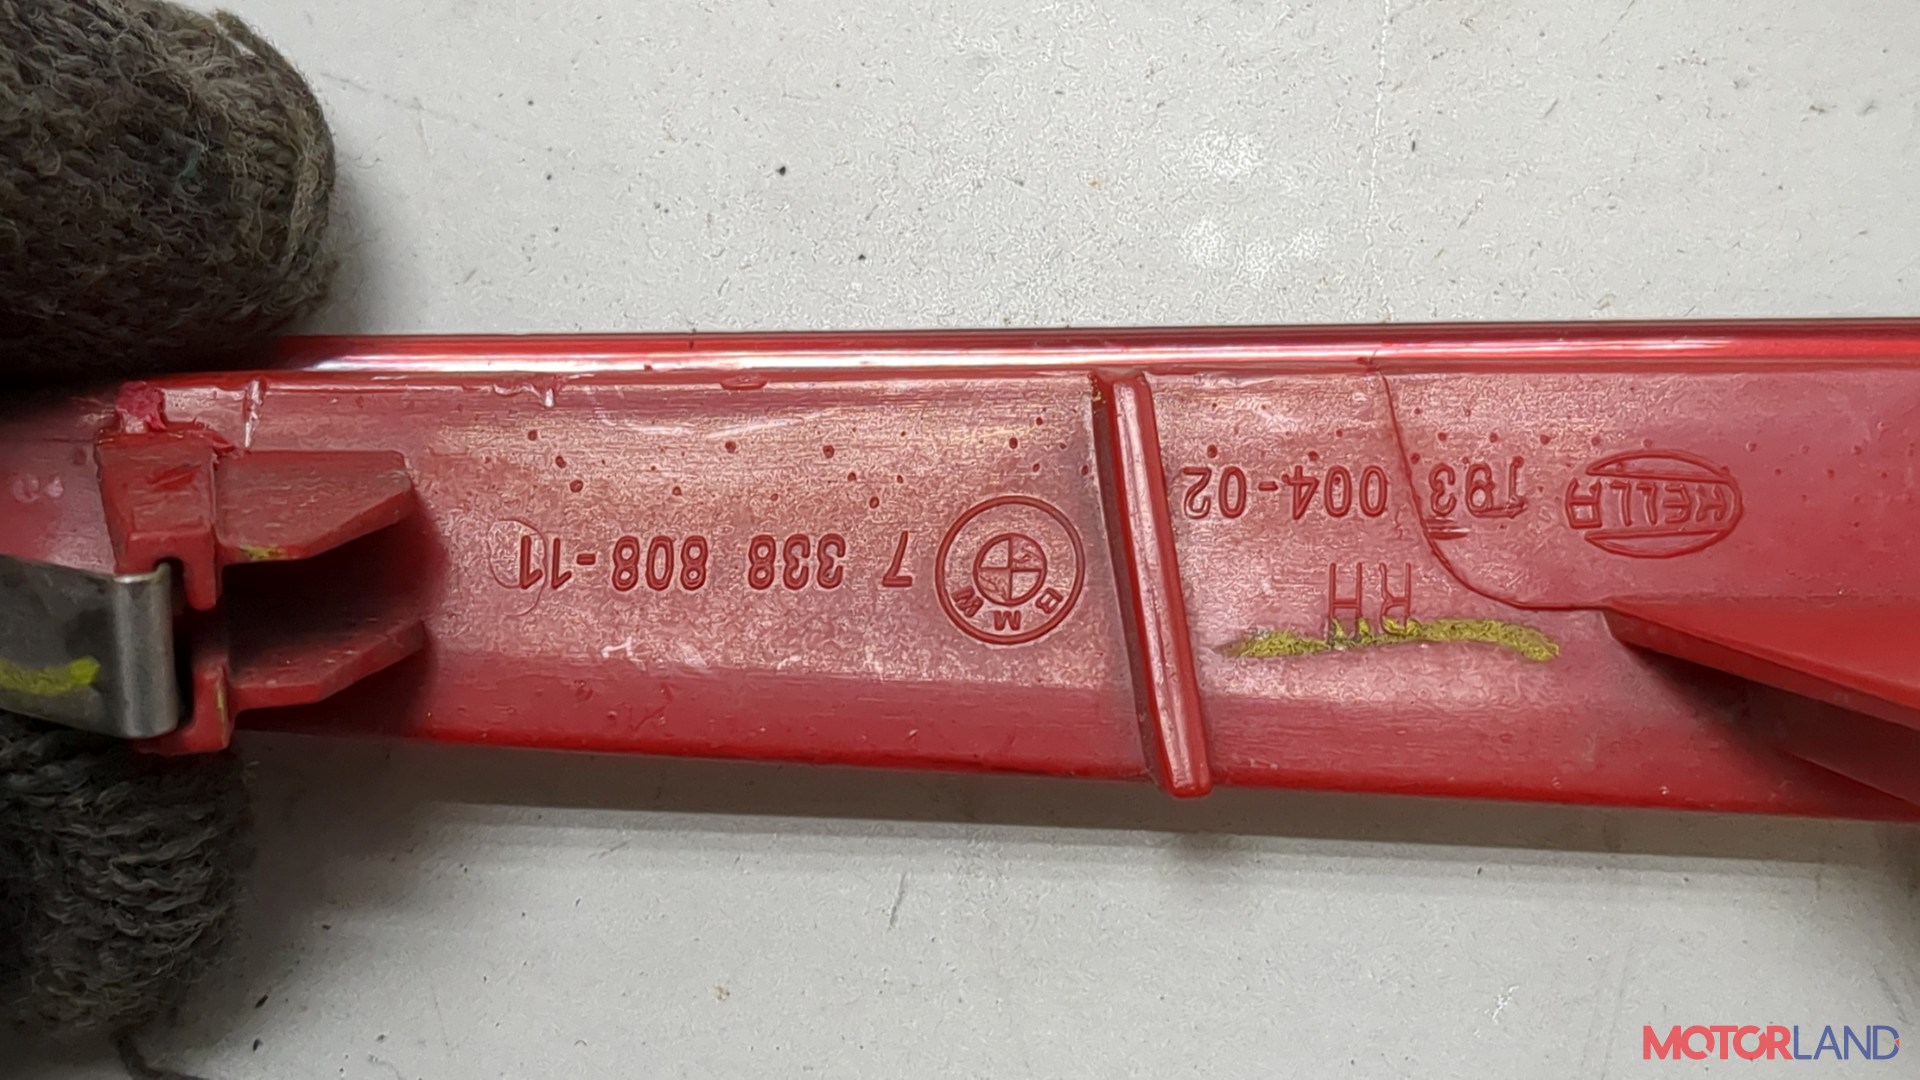 RH
HELLA 193 004-02
BMW 7 338 808-11
MOTORLAND